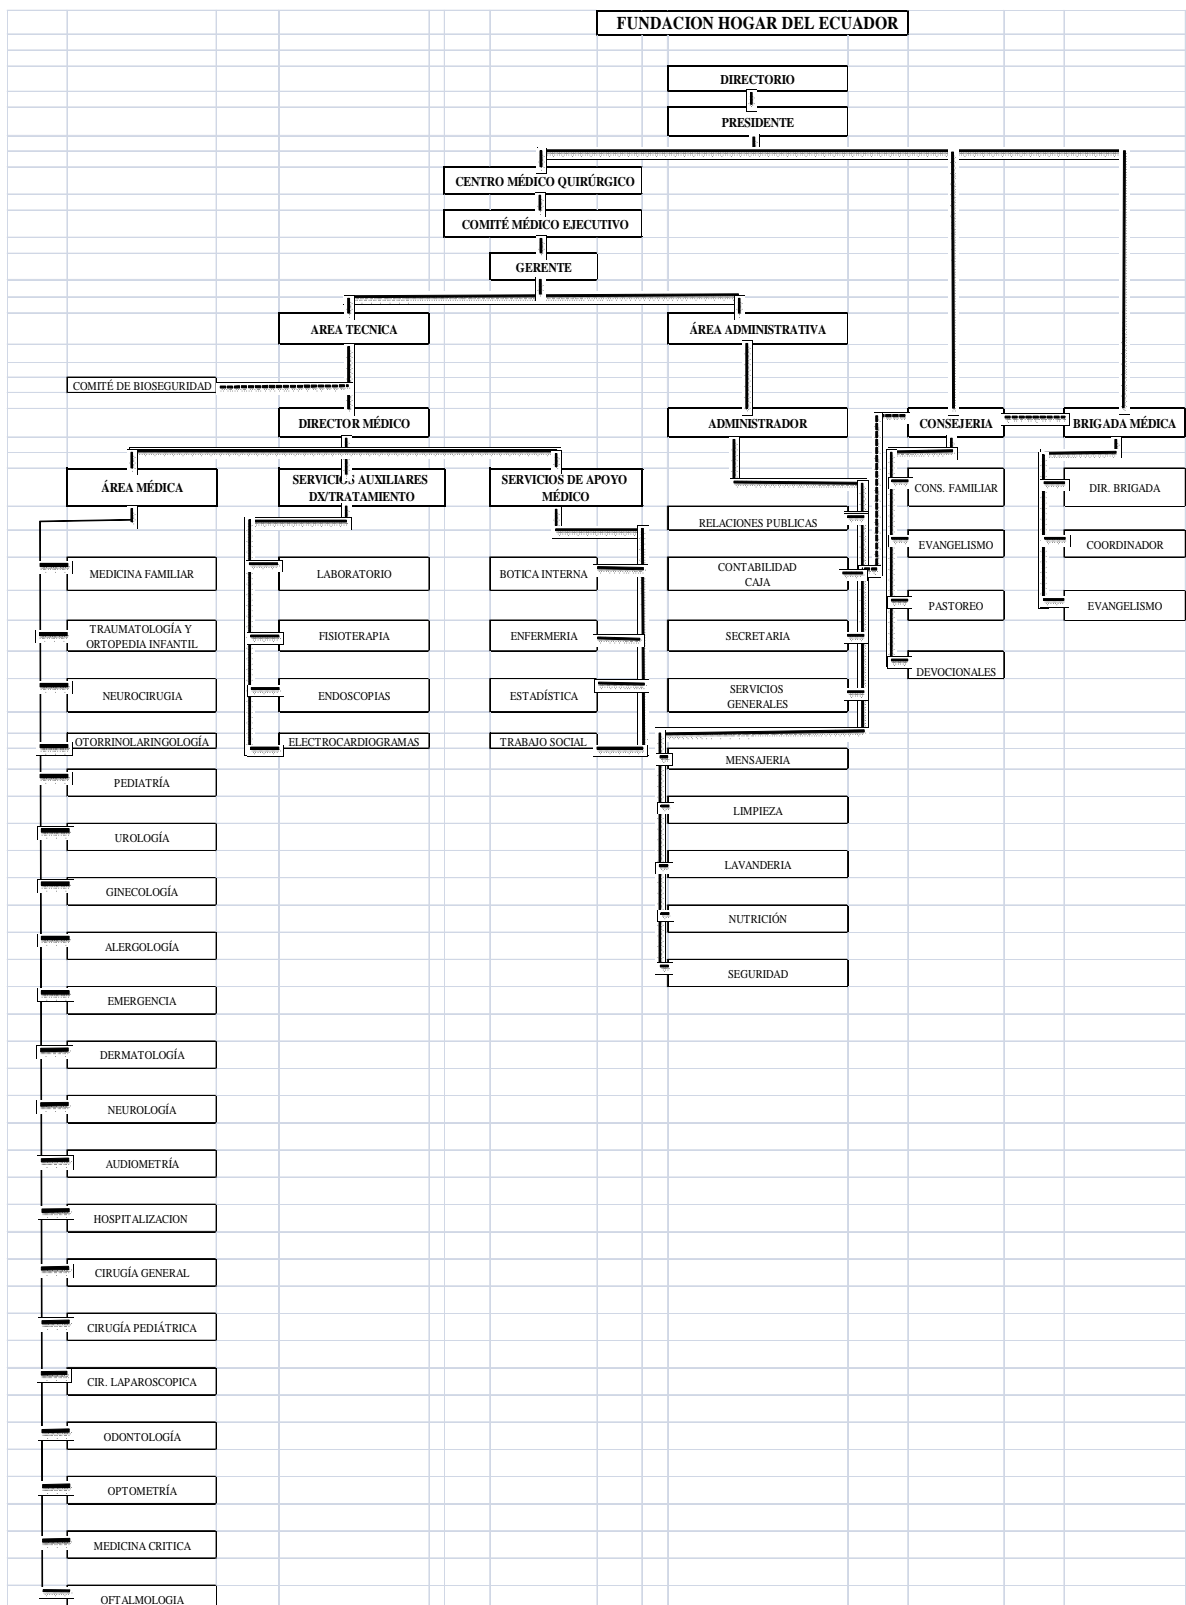 FUNDACION HOGAR DEL ECUADOR
DIRECTORIO
PRESIDENTE
CENTRO MÉDICO QUIRÚRGICO
COMITÉ MÉDICO EJECUTIVO
GERENTE
AREA TECNICA
ÁREA ADMINISTRATIVA
COMITÉ DE BIOSEGURIDAD
DIRECTOR MÉDICO
ADMINISTRADOR
CONSEJERIA
BRIGADA MÉDICA
ÁREA MÉDICA
SERVICIOS AUXILIARES
DX/TRATAMIENTO
SERVICIOS DE APOYO
MÉDICO
CONS. FAMILIAR
DIR. BRIGADA
RELACIONES PUBLICAS
EVANGELISMO
COORDINADOR
MEDICINA FAMILIAR
LABORATORIO
BOTICA INTERNA
CONTABILIDAD
CAJA
PASTOREO
EVANGELISMO
TRAUMATOLOGÍA Y
ORTOPEDIA INFANTIL
FISIOTERAPIA
ENFERMERIA
SECRETARIA
DEVOCIONALES
NEUROCIRUGIA
ENDOSCOPIAS
ESTADÍSTICA
SERVICIOS
GENERALES
OTORRINOLARINGOLOGÍA
ELECTROCARDIOGRAMAS
TRABAJO SOCIAL
MENSAJERIA
PEDIATRÍA
LIMPIEZA
UROLOGÍA
LAVANDERIA
GINECOLOGÍA
NUTRICIÓN
ALERGOLOGÍA
SEGURIDAD
EMERGENCIA
DERMATOLOGÍA
NEUROLOGÍA
AUDIOMETRÍA
HOSPITALIZACION
CIRUGÍA GENERAL
CIRUGÍA PEDIÁTRICA
CIR. LAPAROSCOPICA
ODONTOLOGÍA
OPTOMETRÍA
MEDICINA CRITICA
OFTALMOLOGIA